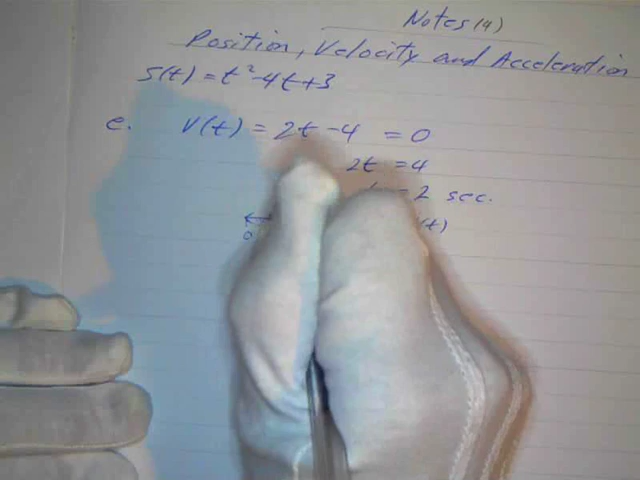 Notes (4)
Position, Velocity and Acceleration
S(t) = t² - 4t + 3
e. V(t) = 2t - 4 = 0
2t = 4
= 2 sec.
(t)